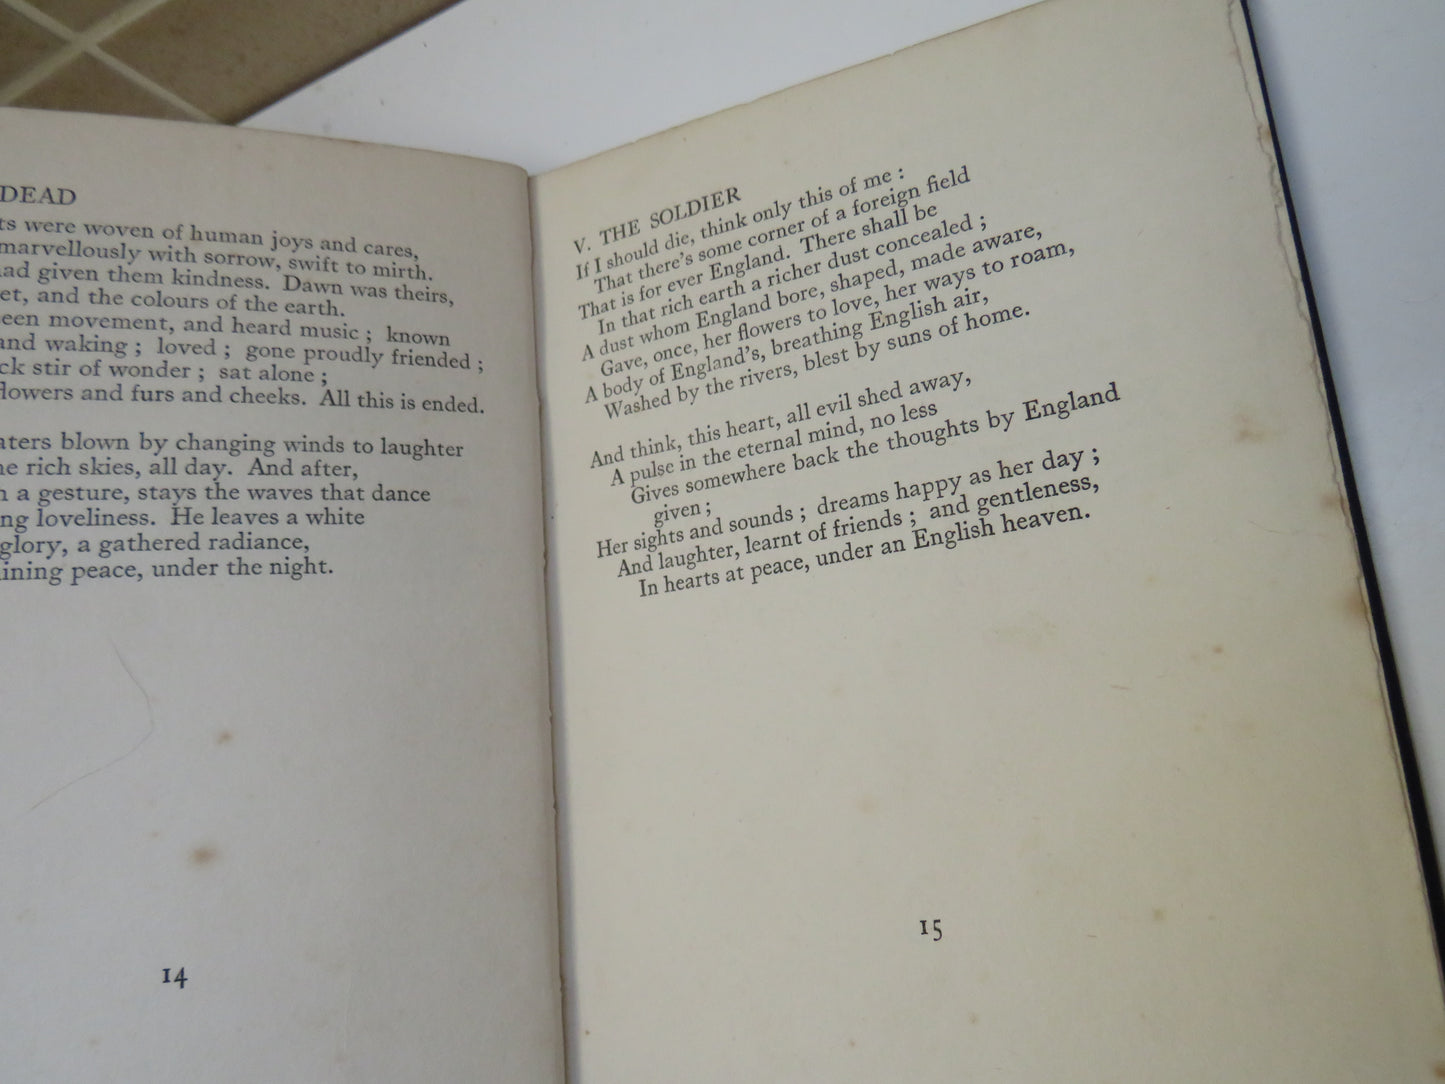 DEAD
were woven of human joys and cares,
marvellously with sorrow, swift to mirth.
given them kindness. Dawn was theirs,
and the colours of the earth.
movement, and heard music ; known
and waking ; loved ; gone proudly friended ;
stir of wonder ; sat alone ;
and furs and cheeks. All this is ended.
blown by changing winds to laughter
rich skies, all day. And after,
a gesture, stays the waves that dance
loveliness. He leaves a white
glory, a gathered radiance,
peace, under the night.
14
V. THE SOLDIER
If I should die, think only this of me :
That there's some corner of a foreign field
That is for ever England. There shall be
In that rich earth a richer dust concealed ;
A dust whom England bore, shaped, made aware,
Gave, once, her flowers to love, her ways to roam,
A body of England's, breathing English air,
Washed by the rivers, blest by suns of home.
And think, this heart, all evil shed away,
A pulse in the eternal mind, no less
Gives somewhere back the thoughts by England
given ;
Her sights and sounds ; dreams happy as her day ;
And laughter, learnt of friends ; and gentleness,
In hearts at peace, under an English heaven.
15